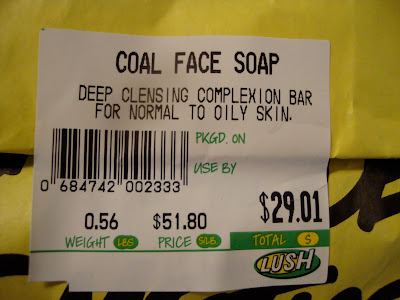 COAL FACE SOAP
DEEP CLENSING COMPLEXION BAR
FOR NORMAL TO OILY SKIN.
PKGD. ON
USE BY
0 684742 002333
0.56 $51.80 $29.01
WEIGHT LBS PRICE $/LB TOTAL $
LUSH